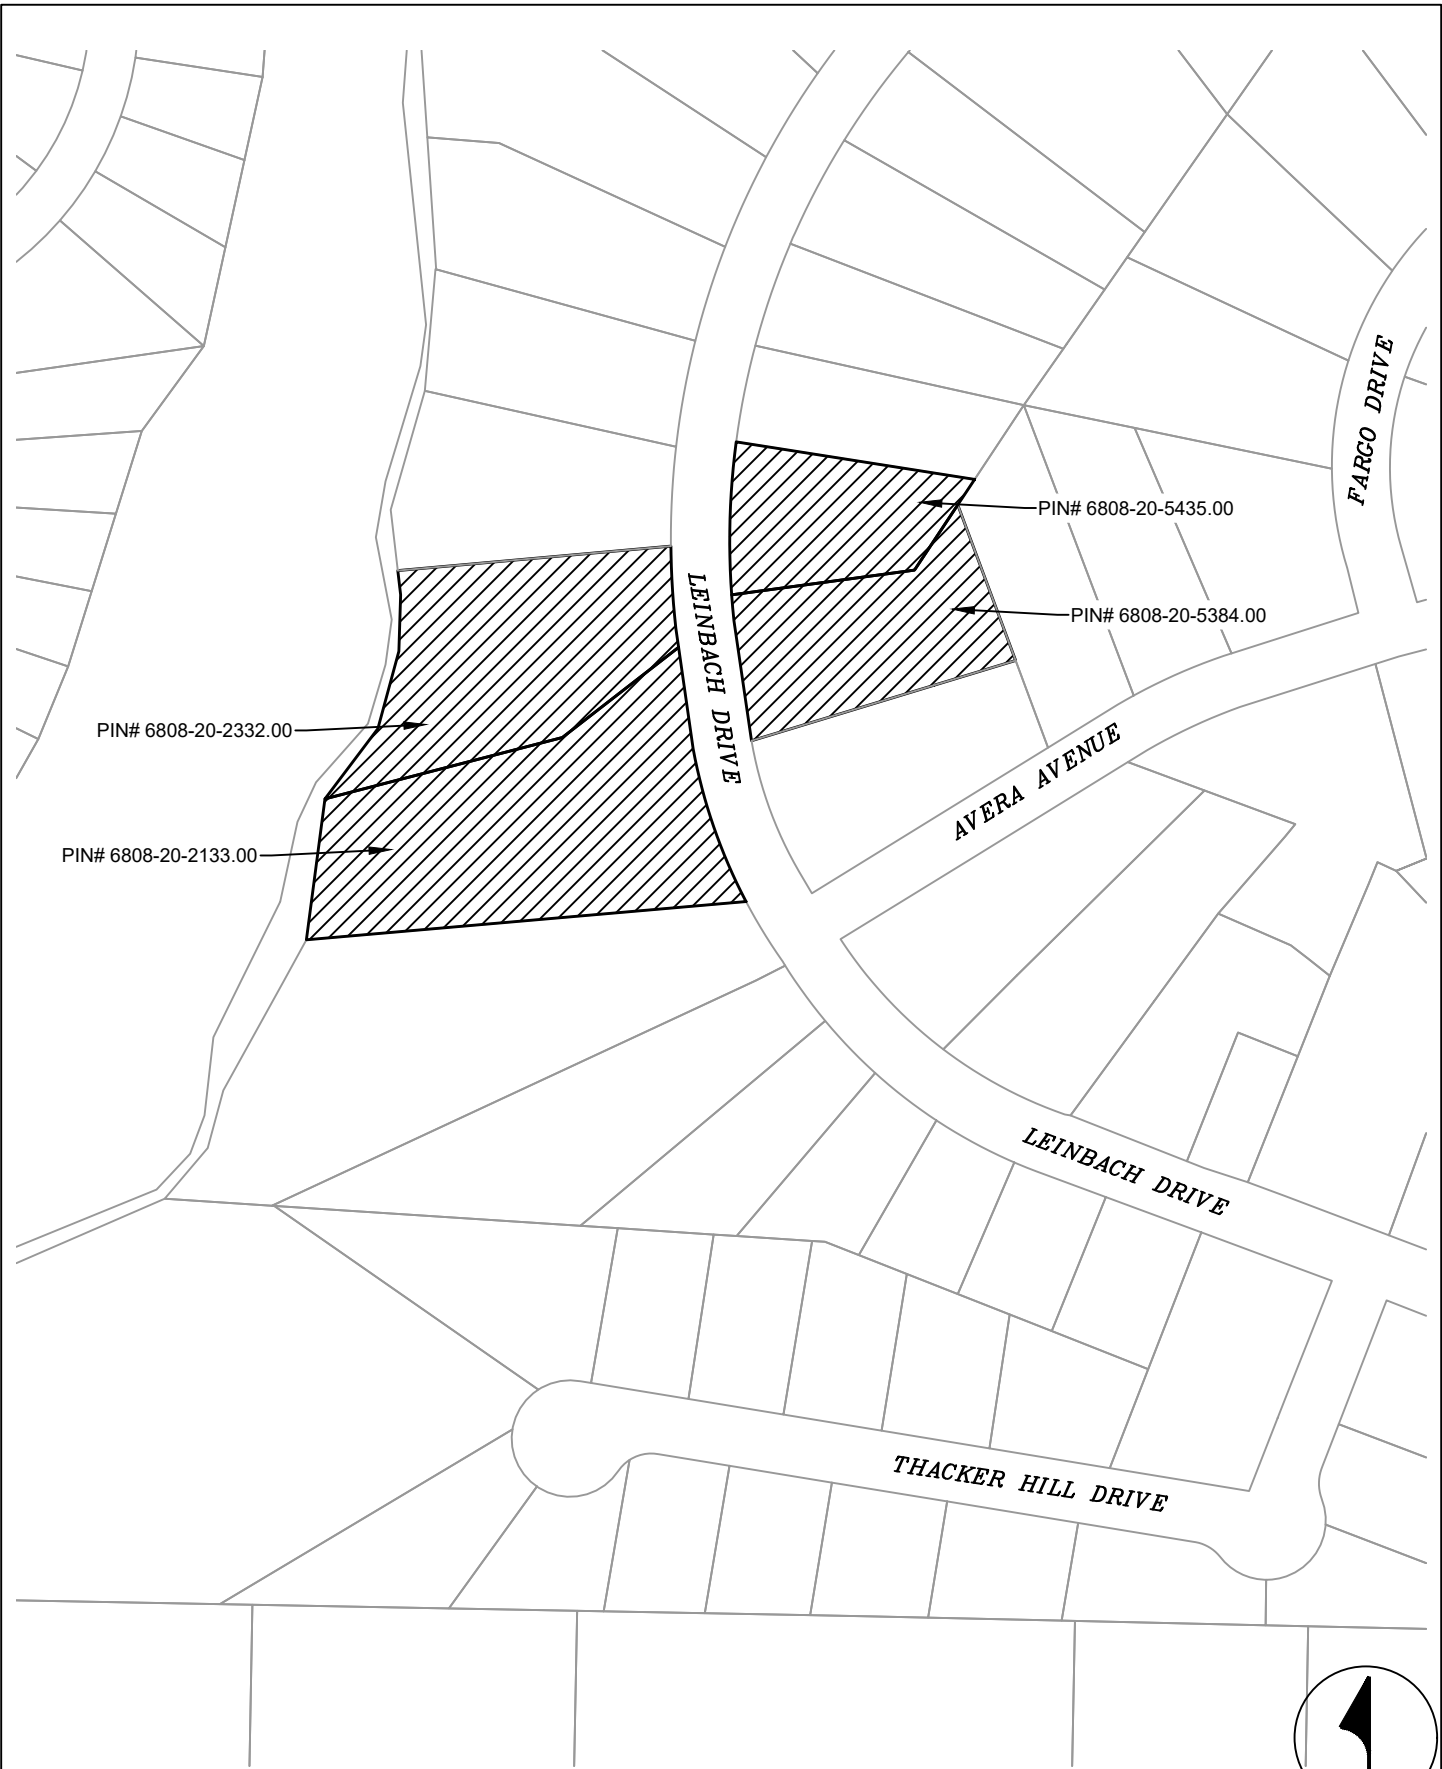 FARGO DRIVE
PIN# 6808-20-5435.00
PIN# 6808-20-5384.00
LEINBACH DRIVE
PIN# 6808-20-2332.00
AVERA AVENUE
PIN# 6808-20-2133.00
LEINBACH DRIVE
THACKER HILL DRIVE